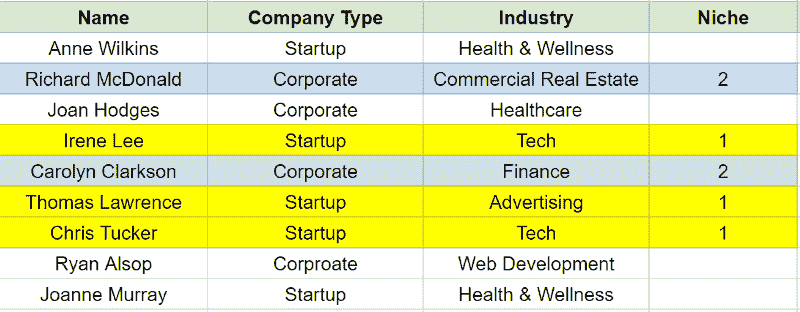 Name Company Type Industry Niche
Anne Wilkins Startup Health & Wellness
Richard McDonald Corporate Commercial Real Estate 2
Joan Hodges Corporate Healthcare
Irene Lee Startup Tech 1
Carolyn Clarkson Corporate Finance 2
Thomas Lawrence Startup Advertising 1
Chris Tucker Startup Tech 1
Ryan Alsop Corproate Web Development
Joanne Murray Startup Health & Wellness